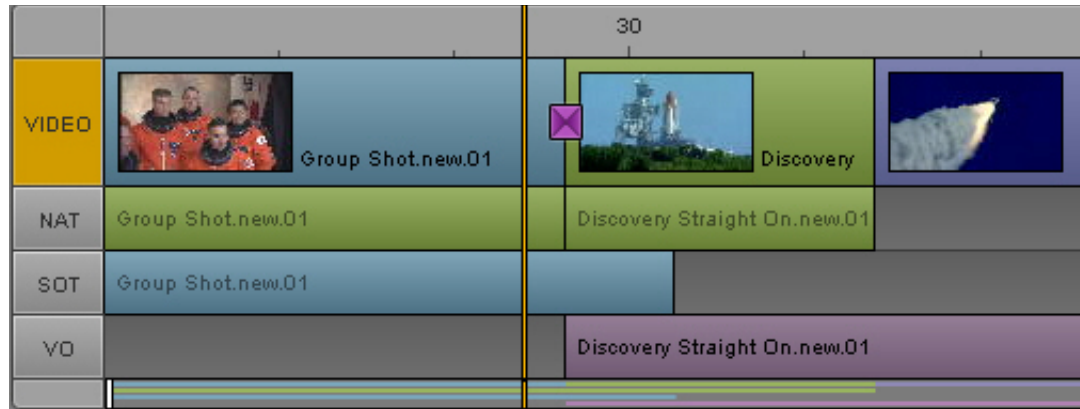 30
VIDEO
Group Shot.new.01
Discovery
NAT
Group Shot.new.01
Discovery Straight On.new.01
SOT
Group Shot.new.01
VO
Discovery Straight On.new.01